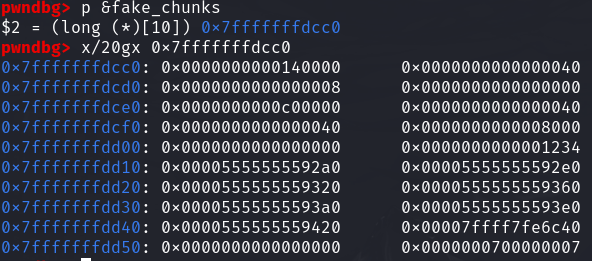 pwndbg> p &fake_chunks
$2 = (long (*)[10]) 0x7fffffffdcc0
pwndbg> x/20gx 0x7fffffffdcc0
0x7fffffffdcc0: 0x0000000000140000 0x0000000000000040
0x7fffffffdcd0: 0x0000000000000008 0x0000000000000000
0x7fffffffdce0: 0x0000000000c00000 0x0000000000000040
0x7fffffffdcf0: 0x0000000000000040 0x0000000000008000
0x7fffffffdd00: 0x0000000000000000 0x0000000000001234
0x7fffffffdd10: 0x00005555555592a0 0x00005555555592e0
0x7fffffffdd20: 0x0000555555559320 0x0000555555559360
0x7fffffffdd30: 0x00005555555593a0 0x00005555555593e0
0x7fffffffdd40: 0x0000555555559420 0x00007ffff7fe6c40
0x7fffffffdd50: 0x0000000000000000 0x0000000700000007